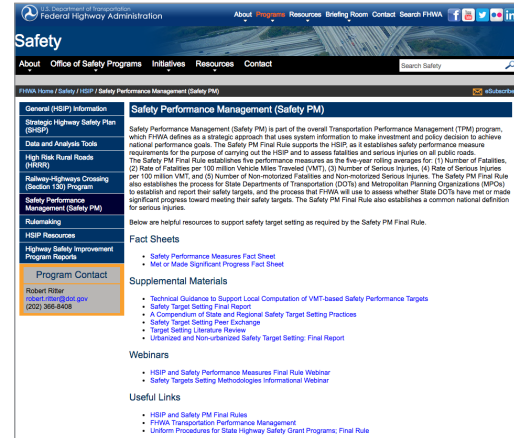 U.S. Department of Transportation
Federal Highway Administration
About Programs Resources Briefing Room Contact Search FHWA
Safety
About Office of Safety Programs Initiatives Resources Contact
Search Safety
FHWA Home / Safety / HSIP / Safety Performance Management (Safety PM)
eSubscribe
General (HSIP) Information
Strategic Highway Safety Plan
(SHSP)
Data and Analysis Tools
High Risk Rural Roads
(HRRR)
Railway-Highways Crossing
(Section 130) Program
Safety Performance
Management (Safety PM)
Rulemaking
HSIP Resources
Highway Safety Improvement
Program Reports
Program Contact
Robert Ritter
robert.ritter@dot.gov
(202) 366-8408
Safety Performance Management (Safety PM)
Safety Performance Management (Safety PM) is part of the overall Transportation Performance Management (TPM) program,
which FHWA defines as a strategic approach that uses system information to make investment and policy decision to achieve
national performance goals. The Safety PM Final Rule supports the HSIP, as it establishes safety performance measure
requirements for the purpose of carrying out the HSIP and to assess fatalities and serious injuries on all public roads.
The Safety PM Final Rule establishes five performance measures as the five-year rolling averages for: (1) Number of Fatalities,
(2) Rate of Fatalities per 100 million Vehicle Miles Traveled (VMT), (3) Number of Serious Injuries, (4) Rate of Serious Injuries
per 100 million VMT, and (5) Number of Non-motorized Fatalities and Non-motorized Serious Injuries. The Safety PM Final Rule
also establishes the process for State Departments of Transportation (DOTs) and Metropolitan Planning Organizations (MPOs)
to establish and report their safety targets, and the process that FHWA will use to assess whether State DOTs have met or made
significant progress toward meeting their safety targets. The Safety PM Final Rule also establishes a common national definition
for serious injuries.
Below are helpful resources to support safety target setting as required by the Safety PM Final Rule.
Fact Sheets
• Safety Performance Measures Fact Sheet
• Met or Made Significant Progress Fact Sheet
Supplemental Materials
• Technical Guidance to Support Local Computation of VMT-based Safety Performance Targets
• Safety Target Setting Final Report
• A Compendium of State and Regional Safety Target Setting Practices
• Safety Target Setting Peer Exchange
• Target Setting Literature Review
• Urbanized and Non-urbanized Safety Target Setting: Final Report
Webinars
• HSIP and Safety Performance Measures Final Rule Webinar
• Safety Targets Setting Methodologies Informational Webinar
Useful Links
• HSIP and Safety PM Final Rules
• FHWA Transportation Performance Management
• Uniform Procedures for State Highway Safety Grant Programs; Final Rule